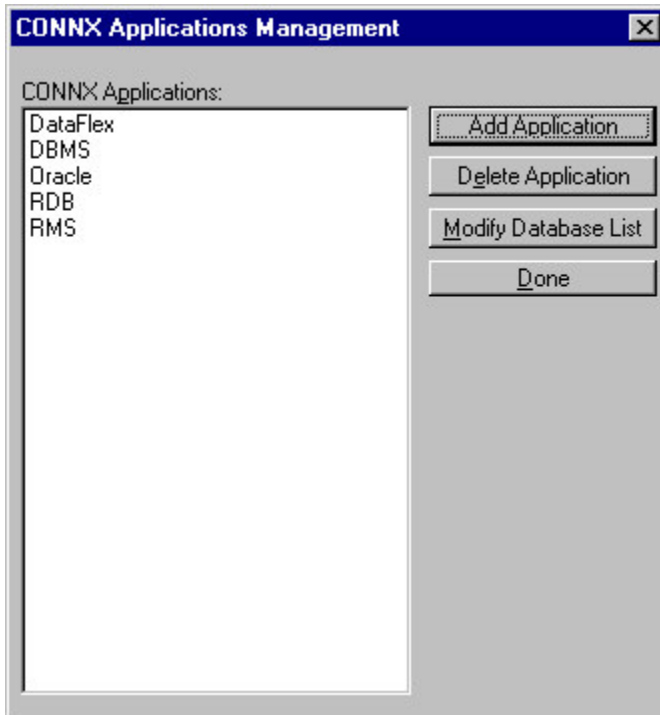 CONNX Applications Management
CONNX Applications:
DataFlex
DBMS
Oracle
RDB
RMS
Add Application
Delete Application
Modify Database List
Done